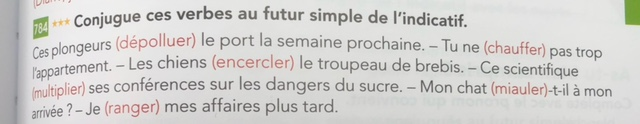 784 *** Conjugue ces verbes au futur simple de l'indicatif.
Ces plongeurs (dépolluer) le port la semaine prochaine. – Tu ne (chauffer) pas trop
l'appartement. – Les chiens (encercler) le troupeau de brebis. – Ce scientifique
(multiplier) ses conférences sur les dangers du sucre. – Mon chat (miauler)-t-il à mon
arrivée ? – Je (ranger) mes affaires plus tard.